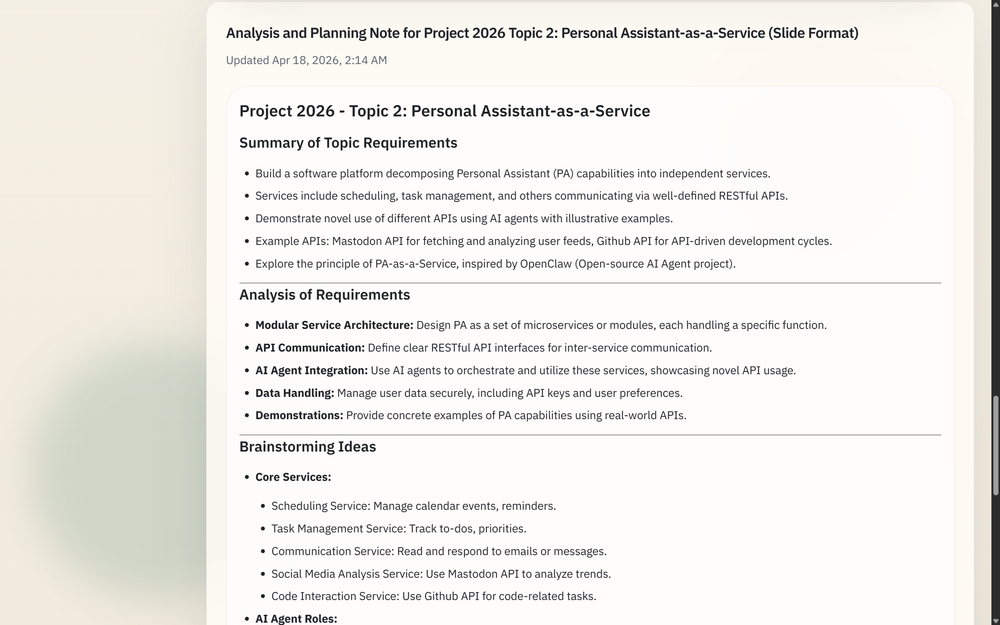 Analysis and Planning Note for Project 2026 Topic 2: Personal Assistant-as-a-Service (Slide Format)
Updated Apr 18, 2026, 2:14 AM
Project 2026 - Topic 2: Personal Assistant-as-a-Service
Summary of Topic Requirements
• Build a software platform decomposing Personal Assistant (PA) capabilities into independent services.
• Services include scheduling, task management, and others communicating via well-defined RESTful APIs.
• Demonstrate novel use of different APIs using AI agents with illustrative examples.
• Example APIs: Mastodon API for fetching and analyzing user feeds, Github API for API-driven development cycles.
• Explore the principle of PA-as-a-Service, inspired by OpenClaw (Open-source AI Agent project).
Analysis of Requirements
• Modular Service Architecture: Design PA as a set of microservices or modules, each handling a specific function.
• API Communication: Define clear RESTful API interfaces for inter-service communication.
• AI Agent Integration: Use AI agents to orchestrate and utilize these services, showcasing novel API usage.
• Data Handling: Manage user data securely, including API keys and user preferences.
• Demonstrations: Provide concrete examples of PA capabilities using real-world APIs.
Brainstorming Ideas
• Core Services:
• Scheduling Service: Manage calendar events, reminders.
• Task Management Service: Track to-dos, priorities.
• Communication Service: Read and respond to emails or messages.
• Social Media Analysis Service: Use Mastodon API to analyze trends.
• Code Interaction Service: Use Github API for code-related tasks.
• AI Agent Roles: